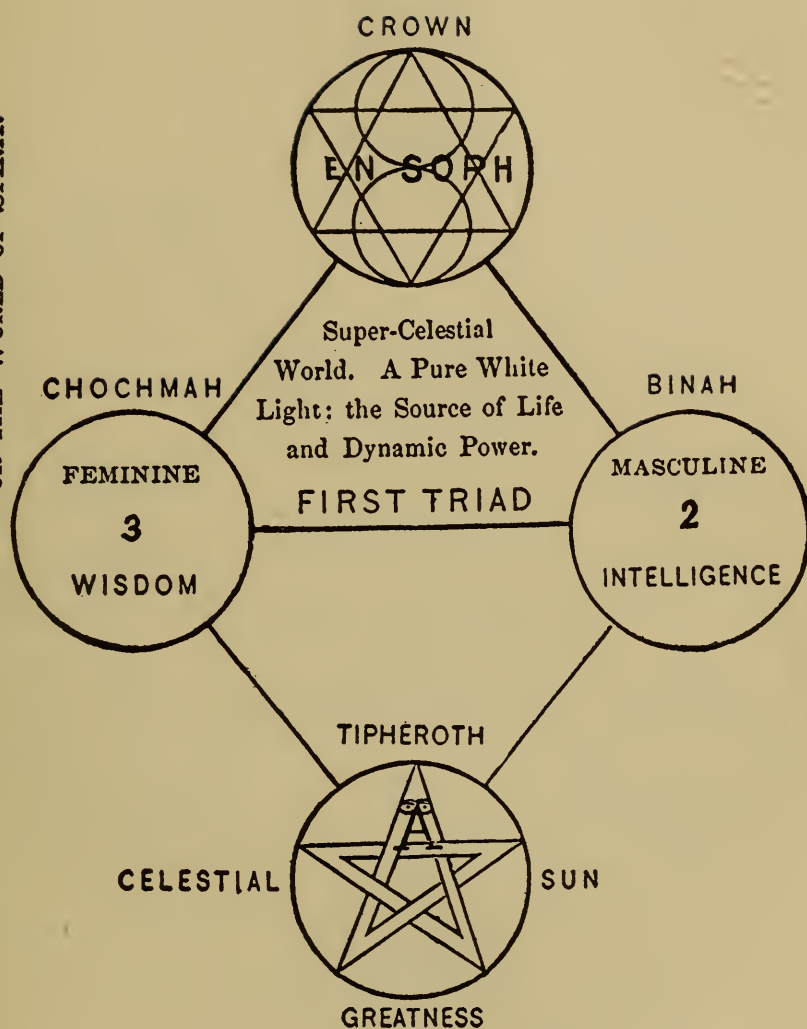 CROWN
EN SOPH
Super-Celestial
World. A Pure White
Light: the Source of Life
and Dynamic Power.
CHOCHMAH
BINAH
FEMININE
3
WISDOM
FIRST TRIAD
MASCULINE
2
INTELLIGENCE
TIPHEROTH
A
CELESTIAL
SUN
GREATNESS